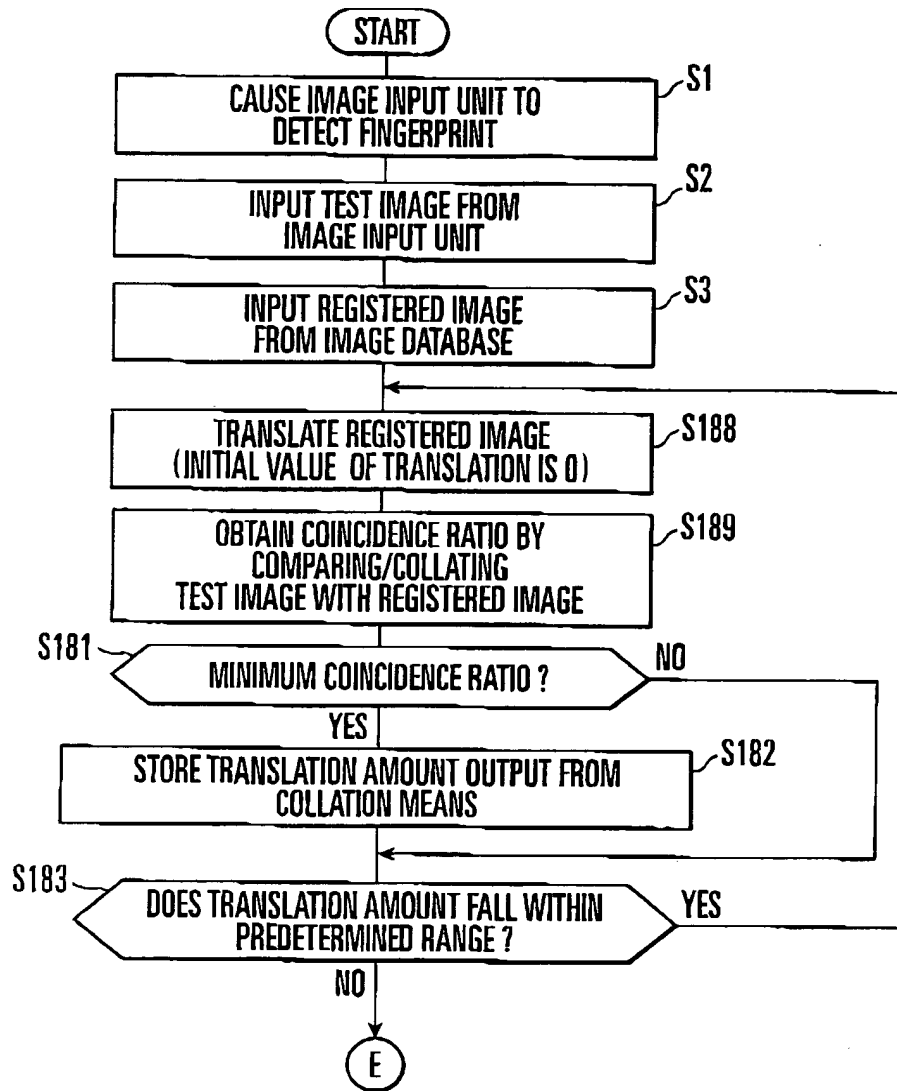 START
S1
CAUSE IMAGE INPUT UNIT TO
DETECT FINGERPRINT
S2
INPUT TEST IMAGE FROM
IMAGE INPUT UNIT
S3
INPUT REGISTERED IMAGE
FROM IMAGE DATABASE
S188
TRANSLATE REGISTERED IMAGE
(INITIAL VALUE OF TRANSLATION IS 0)
S189
OBTAIN COINCIDENCE RATIO BY
COMPARING/COLLATING
TEST IMAGE WITH REGISTERED IMAGE
S181
MINIMUM COINCIDENCE RATIO ?
NO
YES
S182
STORE TRANSLATION AMOUNT OUTPUT FROM
COLLATION MEANS
S183
DOES TRANSLATION AMOUNT FALL WITHIN
PREDETERMINED RANGE ?
YES
NO
E